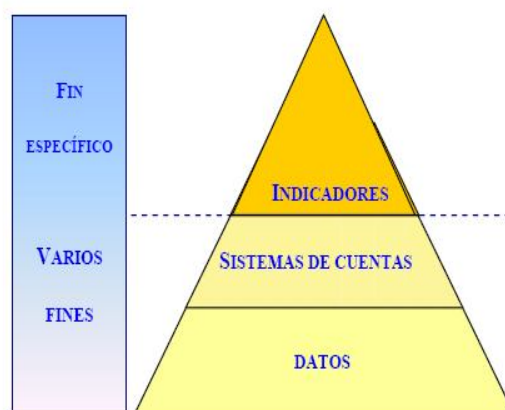 FIN
ESPECÍFICO
VARIOS
FINES
INDICADORES
SISTEMAS DE CUENTAS
DATOS